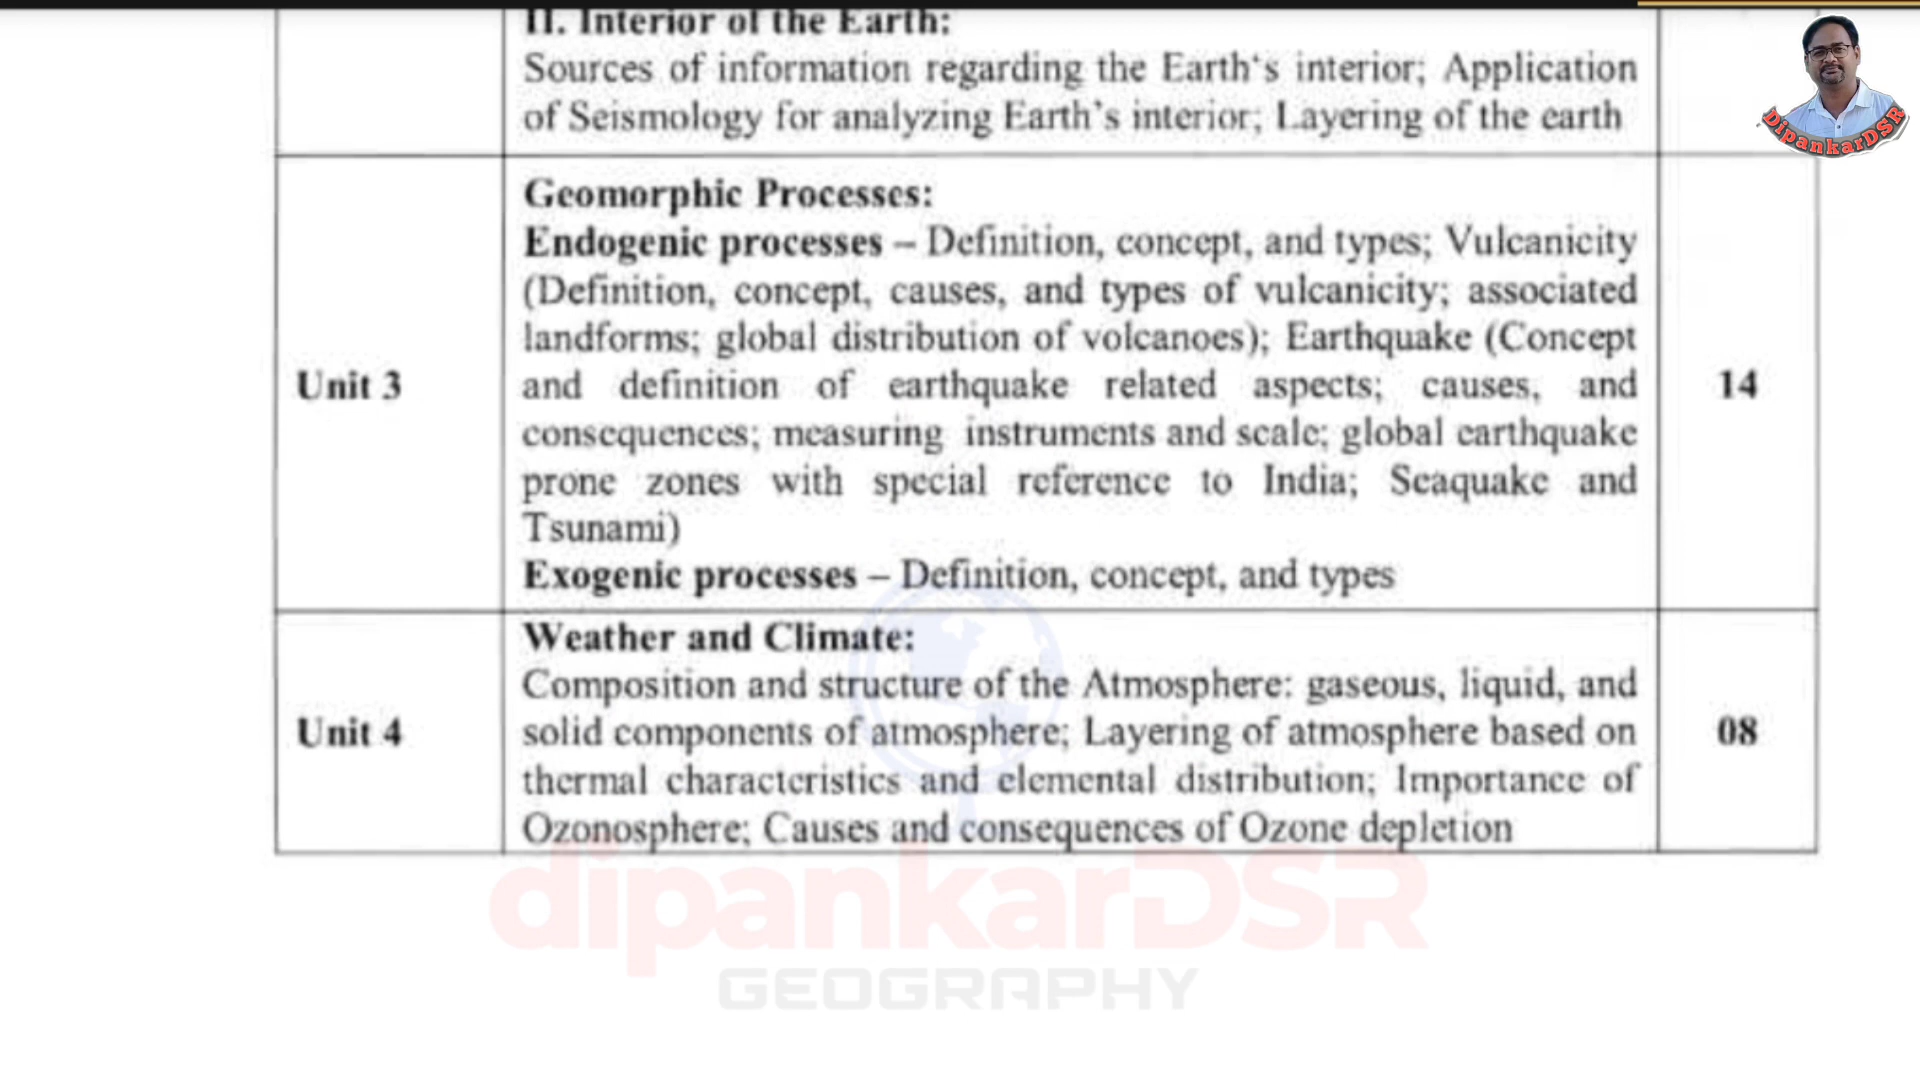 II. Interior of the Earth:
Sources of information regarding the Earth‘s interior; Application
of Seismology for analyzing Earth’s interior; Layering of the earth
DipankarDSR
Unit 3
Geomorphic Processes:
Endogenic processes – Definition, concept, and types; Vulcanicity
(Definition, concept, causes, and types of vulcanicity; associated
landforms; global distribution of volcanoes); Earthquake (Concept
and definition of earthquake related aspects; causes, and
consequences; measuring instruments and scale; global earthquake
prone zones with special reference to India; Seaquake and
Tsunami)
Exogenic processes – Definition, concept, and types
14
Unit 4
Weather and Climate:
Composition and structure of the Atmosphere: gaseous, liquid, and
solid components of atmosphere; Layering of atmosphere based on
thermal characteristics and elemental distribution; Importance of
Ozonosphere; Causes and consequences of Ozone depletion
08
dipankarDSR
GEOGRAPHY